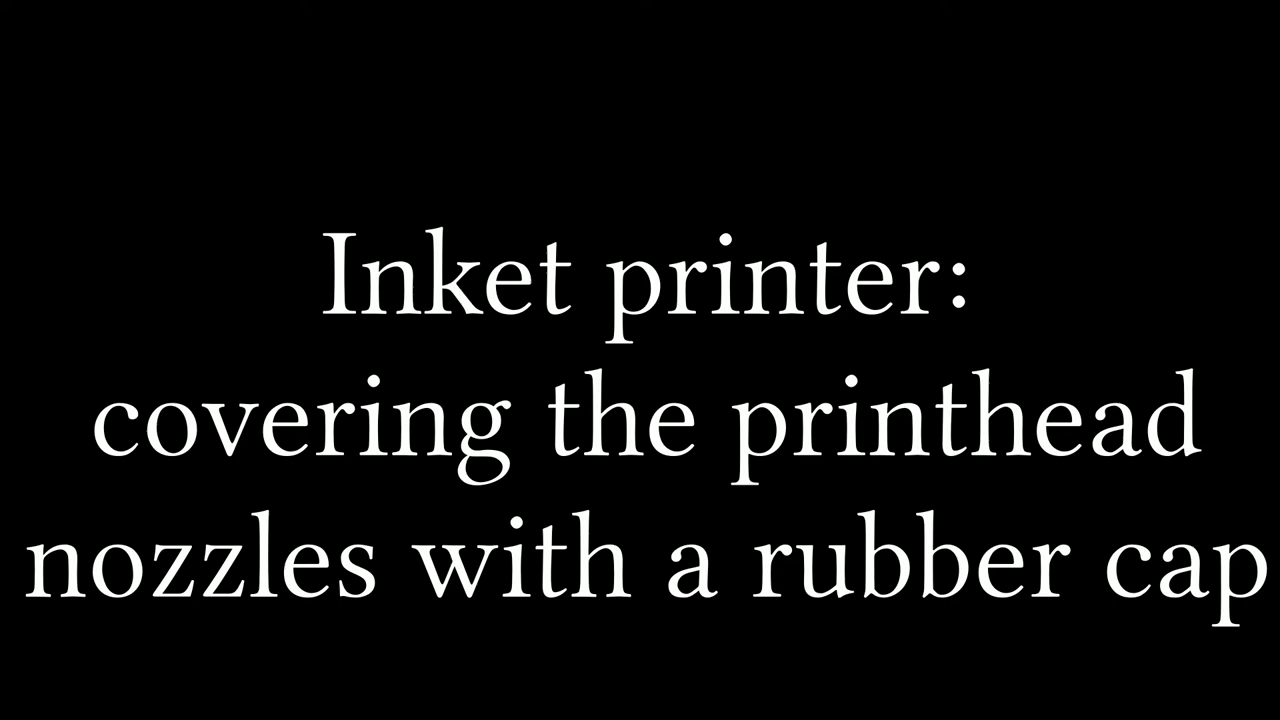 Inket printer:
covering the printhead
nozzles with a rubber cap